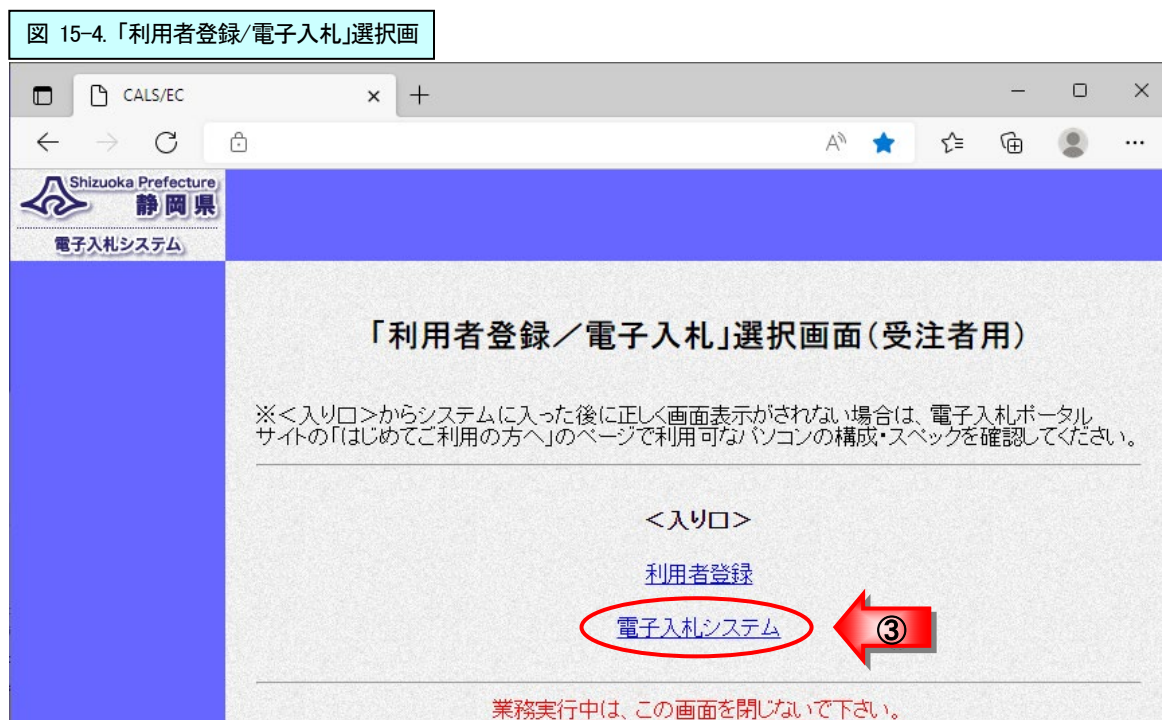 図 15-4.「利用者登録/電子入札」選択画
CALS/EC
Shizuoka Prefecture
静岡県
電子入札システム
「利用者登録／電子入札」選択画面(受注者用)
※＜入り口＞からシステムに入った後に正しく画面表示がされない場合は、電子入札ポータル
サイトの「はじめてご利用の方へ」のページで利用可なパソコンの構成・スペックを確認してください。
＜入り口＞
利用者登録
電子入札システム
③
業務実行中は、この画面を閉じないで下さい。